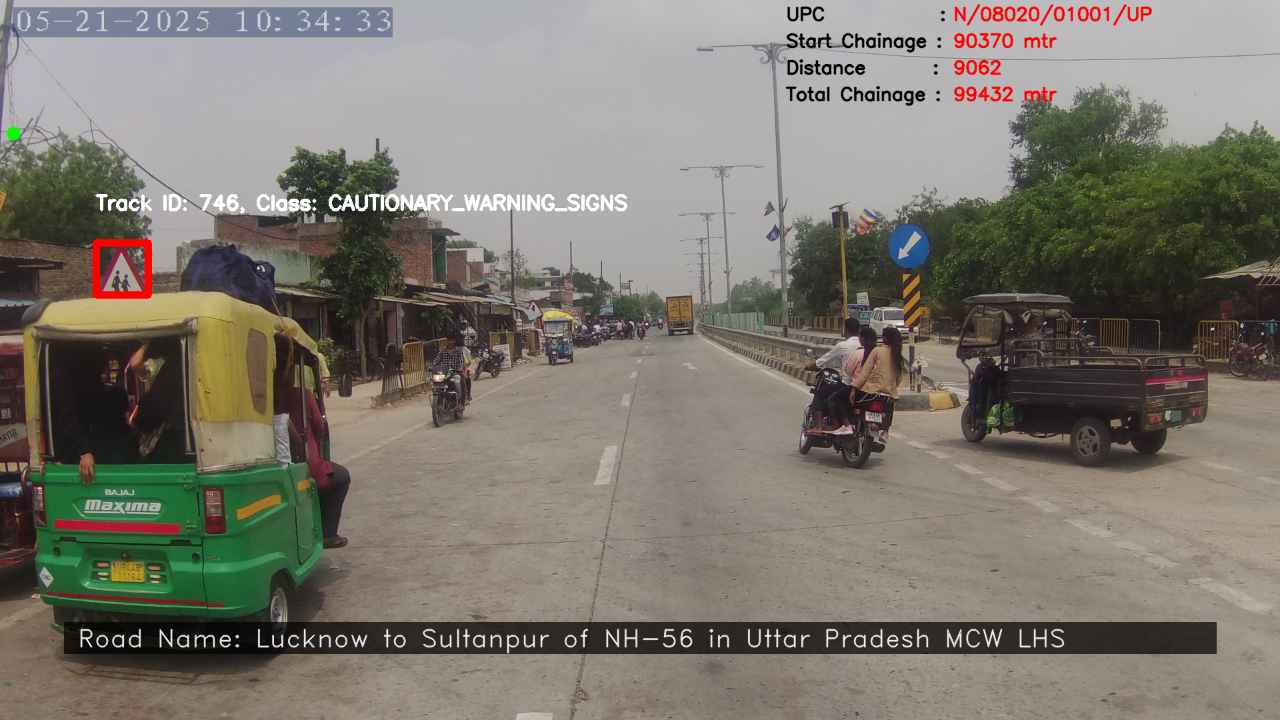 05-21-2025 10:34:33
UPC : N/08020/01001/UP
Start Chainage : 90370 mtr
Distance : 9062
Total Chainage : 99432 mtr
Track ID: 746, Class: CAUTIONARY_WARNING_SIGNS
BAJAJ
Maxima
Road Name: Lucknow to Sultanpur of NH-56 in Uttar Pradesh MCW LHS